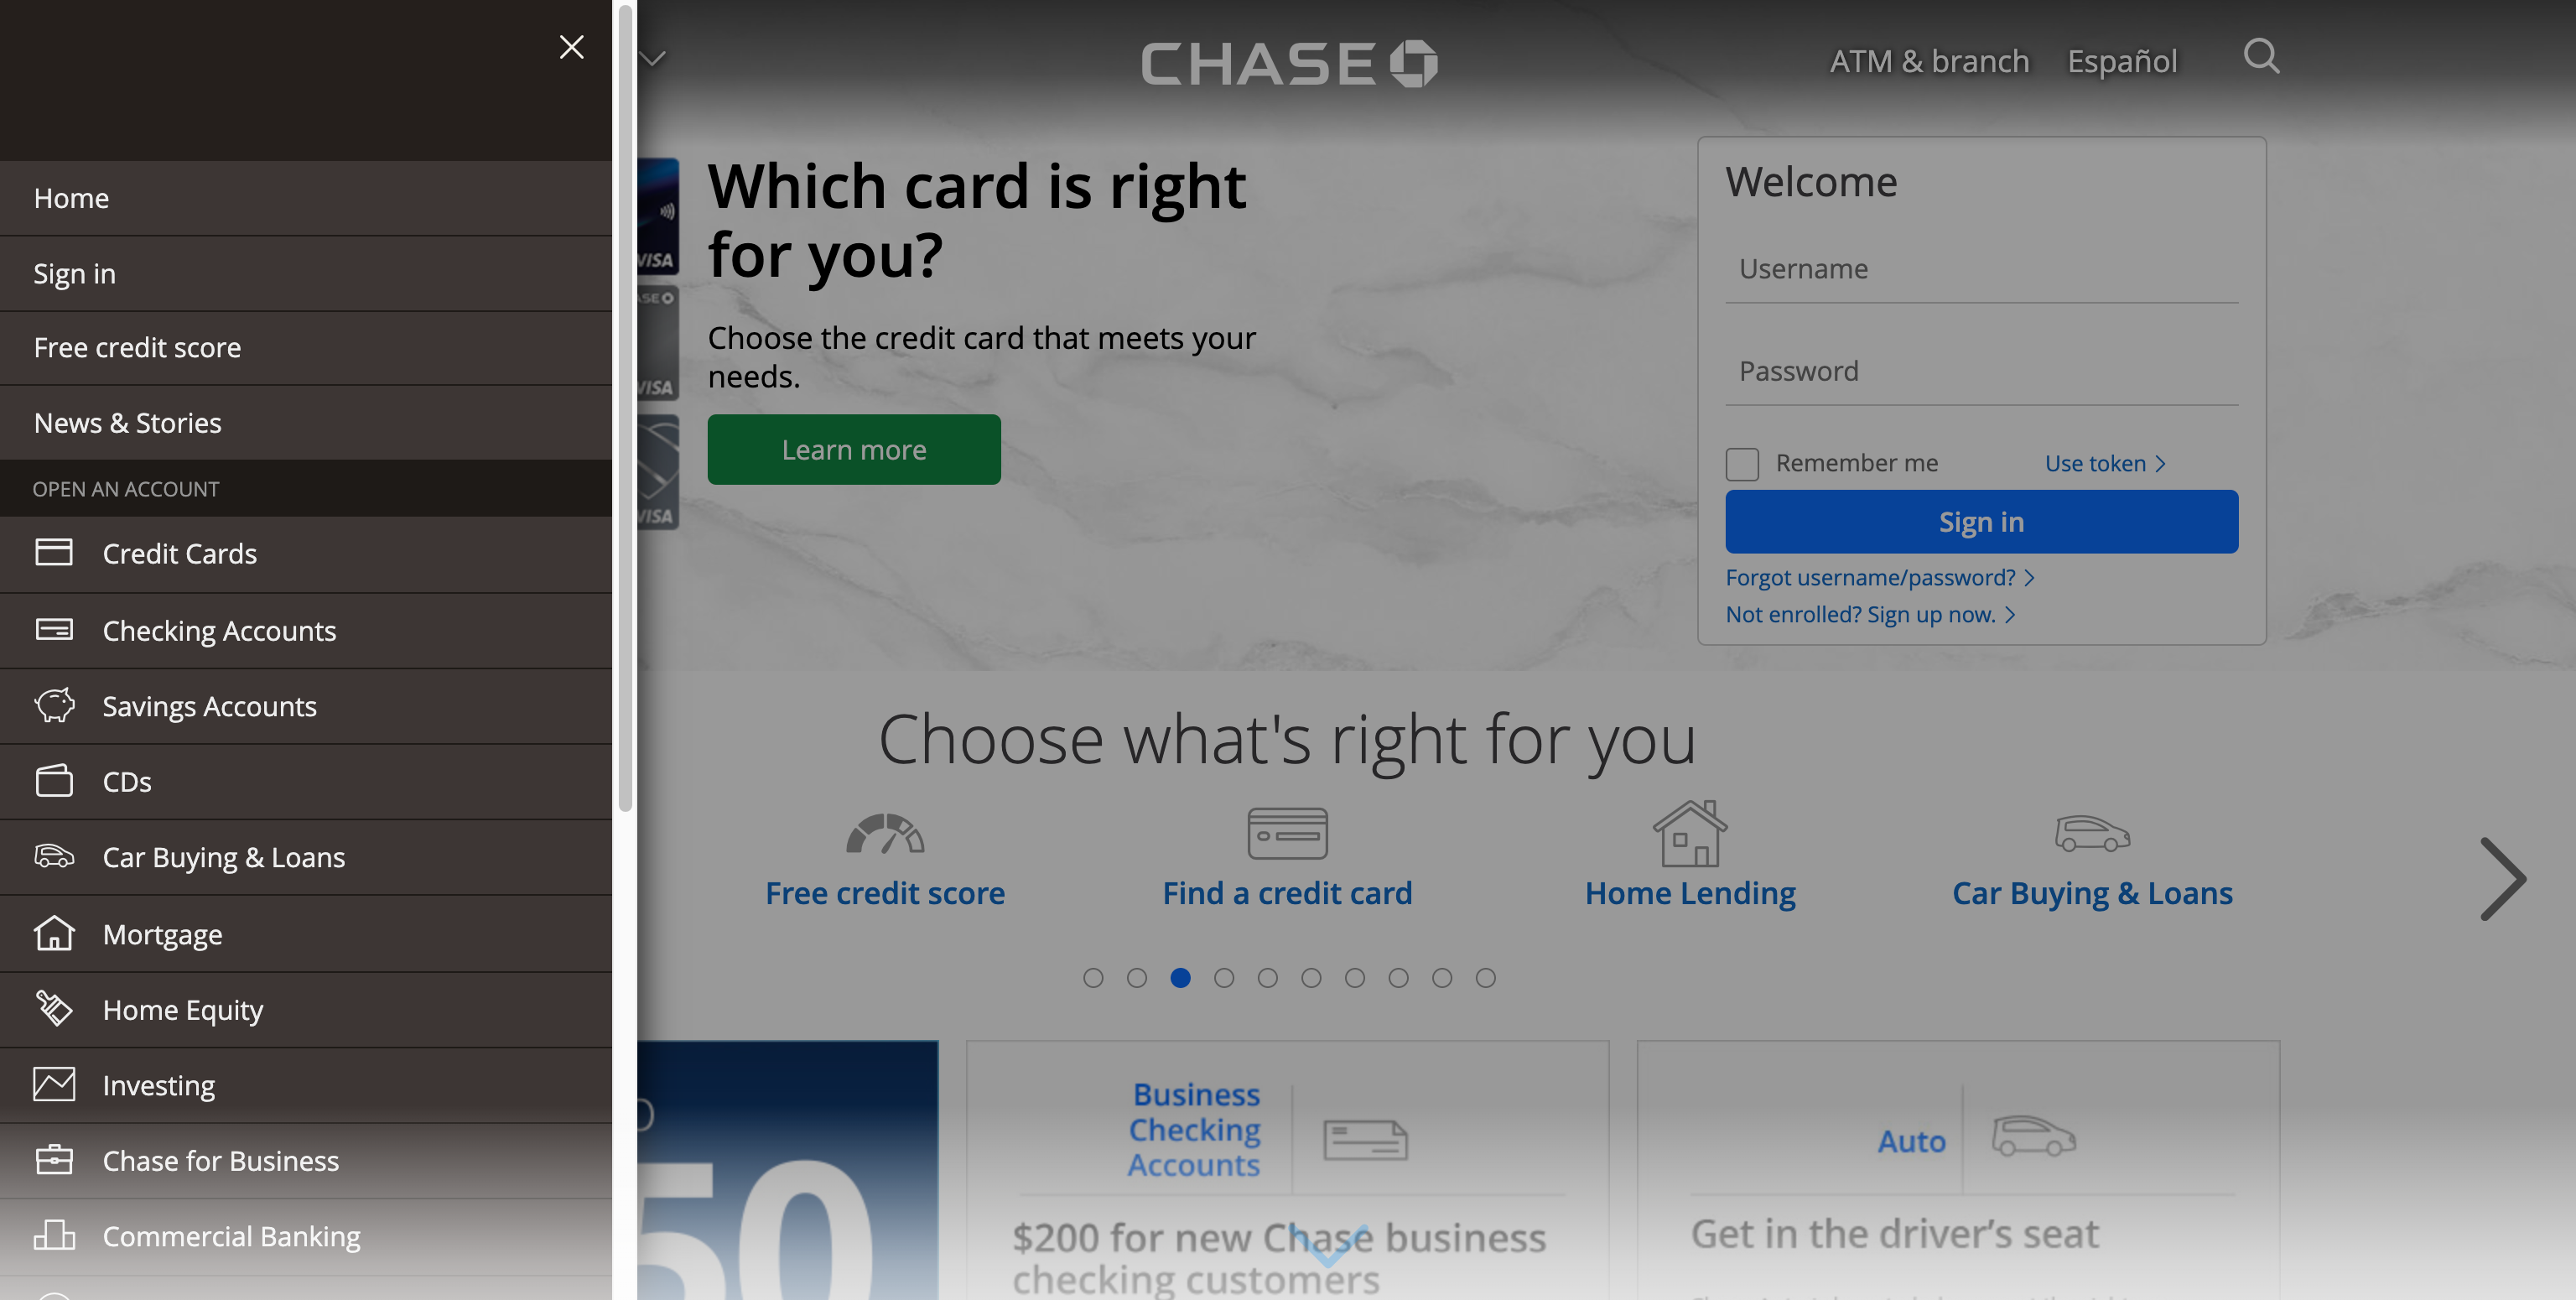 Home
Sign in
Free credit score
News & Stories
OPEN AN ACCOUNT
Credit Cards
Checking Accounts
Savings Accounts
CDs
Car Buying & Loans
Mortgage
Home Equity
Investing
Chase for Business
Commercial Banking
CHASE
ATM & branch
Español
VISA
VISA
VISA
Which card is right
for you?
Choose the credit card that meets your
needs.
Learn more
Welcome
Username
Password
Remember me
Use token
Sign in
Forgot username/password?
Not enrolled? Sign up now.
Choose what's right for you
Free credit score
Find a credit card
Home Lending
Car Buying & Loans
50
Business
Checking
Accounts
$200 for new Chase business
checking customers
Auto
Get in the driver’s seat